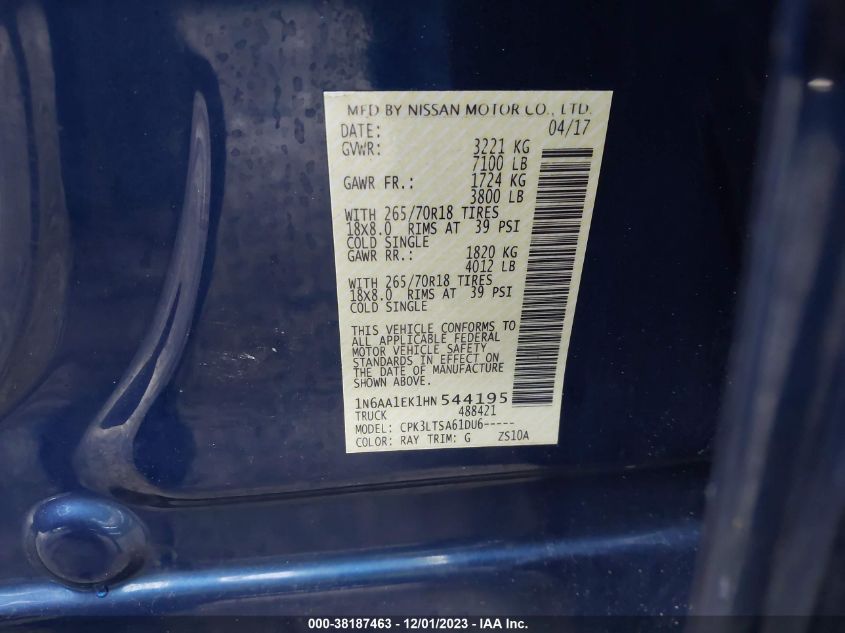 MFD BY NISSAN MOTOR CO., LTD.
DATE: 04/17
GVWR: 3221 KG
7100 LB
GAWR FR.: 1724 KG
3800 LB
WITH 265/70R18 TIRES
18X8.0 RIMS AT 39 PSI
COLD SINGLE
GAWR RR.: 1820 KG
4012 LB
WITH 265/70R18 TIRES
18X8.0 RIMS AT 39 PSI
COLD SINGLE
THIS VEHICLE CONFORMS TO
ALL APPLICABLE FEDERAL
MOTOR VEHICLE SAFETY
STANDARDS IN EFFECT ON
THE DATE OF MANUFACTURE
SHOWN ABOVE.
1N6AA1EK1HN544195
TRUCK 488421
MODEL: CPK3LTSA61DU6-----
COLOR: RAY TRIM: G ZS10A
000-38187463 - 12/01/2023 - IAA Inc.